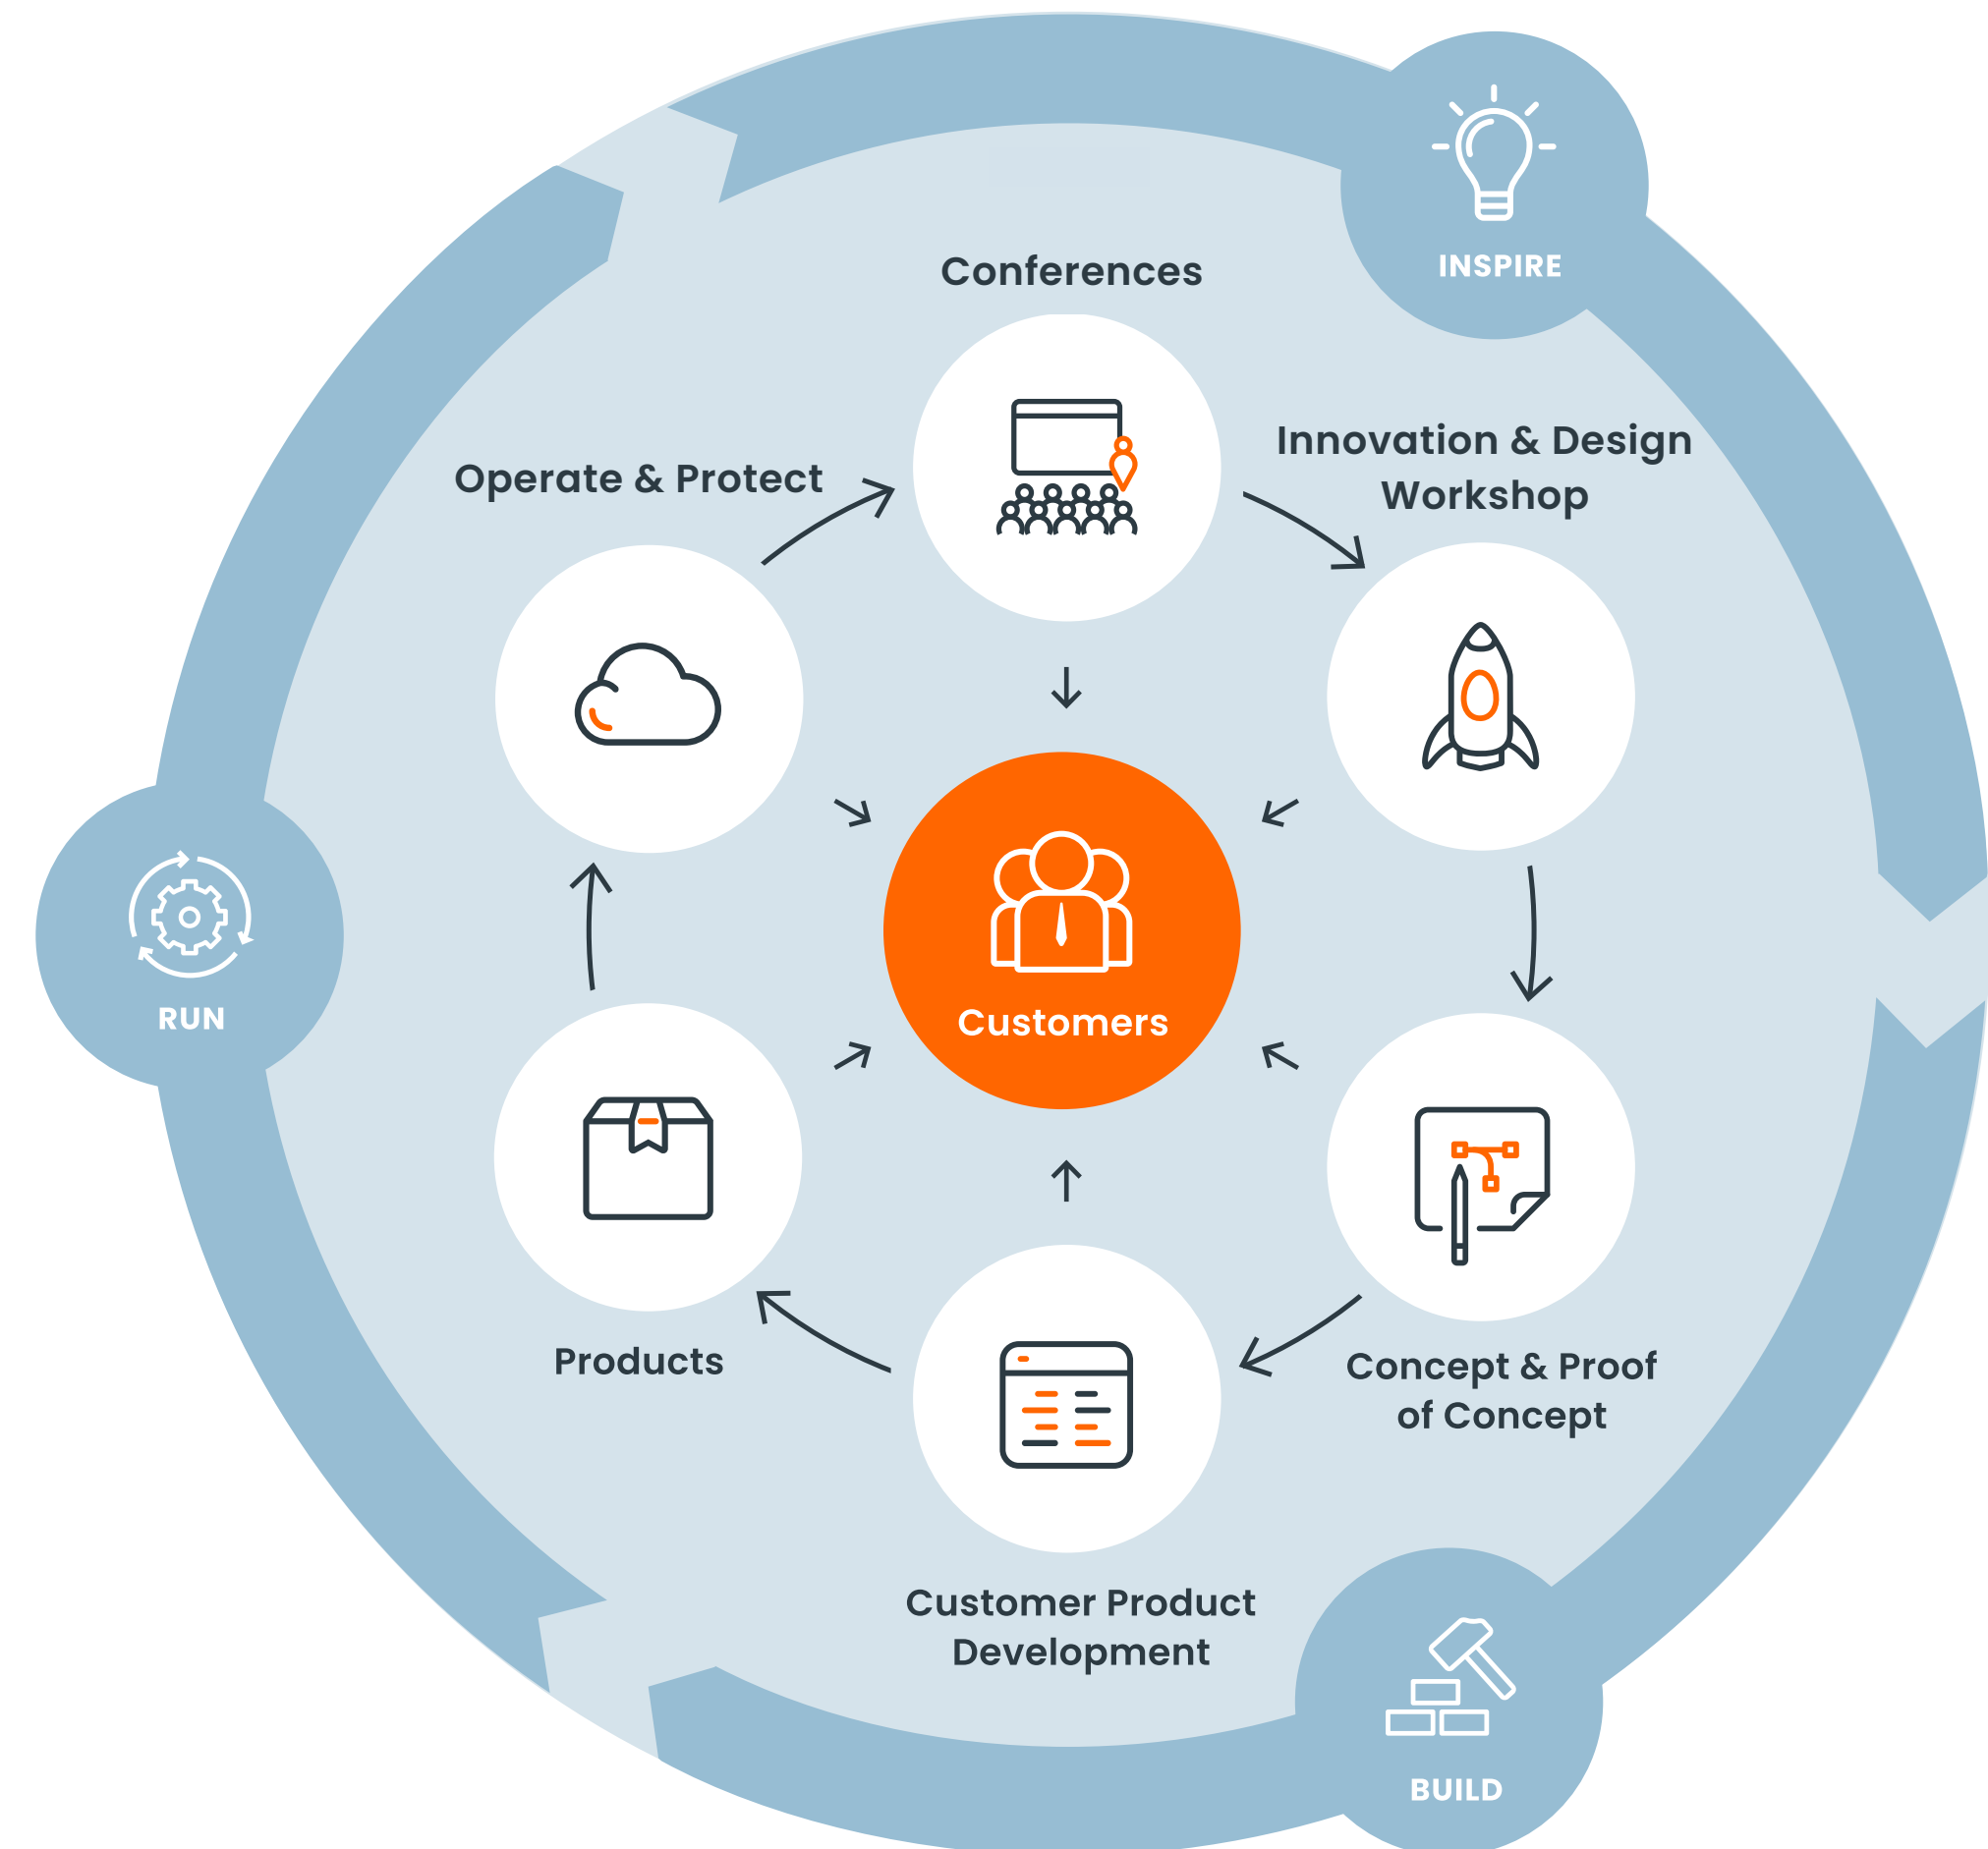 INSPIRE
Conferences
Innovation & Design
Workshop
Operate & Protect
Customers
RUN
Products
Concept & Proof
of Concept
Customer Product
Development
BUILD